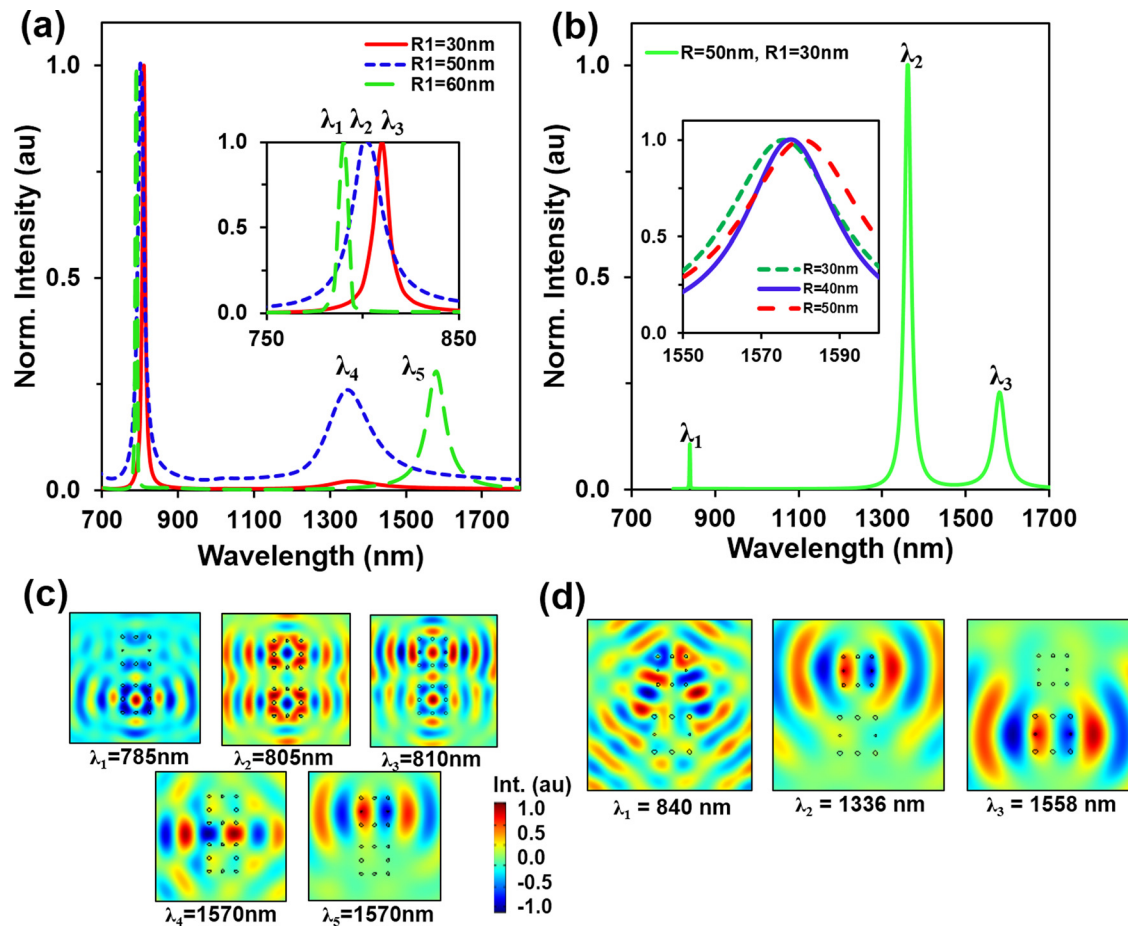 (a)
R1=30nm
R1=50nm
R1=60nm
1.0
0.5
0.0
Norm. Intensity (au)
λ1 λ2 λ3
1.0
0.5
0.0
750 850
λ4 λ5
700 900 1100 1300 1500 1700
Wavelength (nm)
(b)
R=50nm, R1=30nm
1.0
0.5
0.0
Norm. Intensity (au)
λ2
1.0
0.5
0.0
R=30nm
R=40nm
R=50nm
1550 1570 1590
λ1
λ3
700 900 1100 1300 1500 1700
Wavelength (nm)
(c)
λ1=785nm
λ2=805nm
λ3=810nm
λ4=1570nm
λ5=1570nm
Int. (au)
1.0
0.5
0.0
-0.5
-1.0
(d)
λ1 = 840 nm
λ2 = 1336 nm
λ3 = 1558 nm